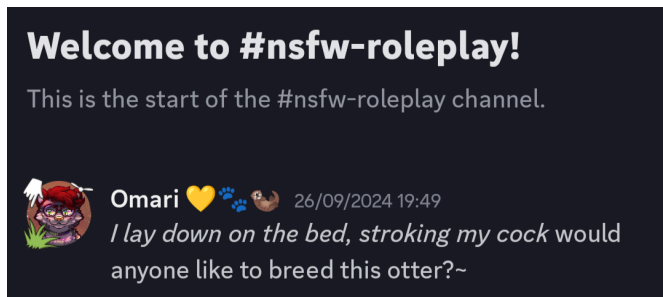 Welcome to #nsfw-roleplay!
This is the start of the #nsfw-roleplay channel.
Omari 💛🐾🦦 26/09/2024 19:49
I lay down on the bed, stroking my cock would
anyone like to breed this otter?~